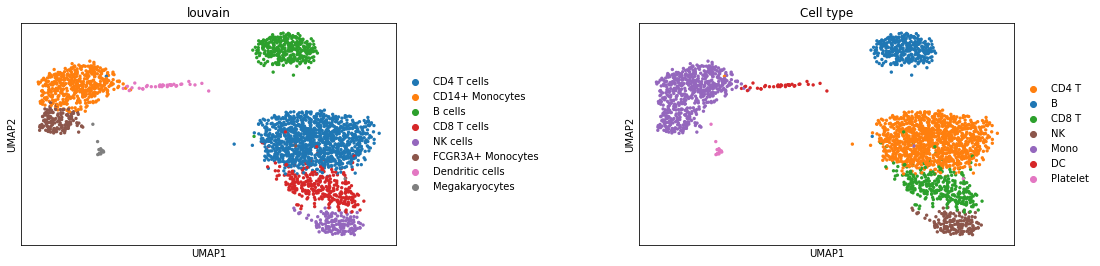 louvain
UMAP2
UMAP1
CD4 T cells
CD14+ Monocytes
B cells
CD8 T cells
NK cells
FCGR3A+ Monocytes
Dendritic cells
Megakaryocytes
Cell type
UMAP2
UMAP1
CD4 T
B
CD8 T
NK
Mono
DC
Platelet